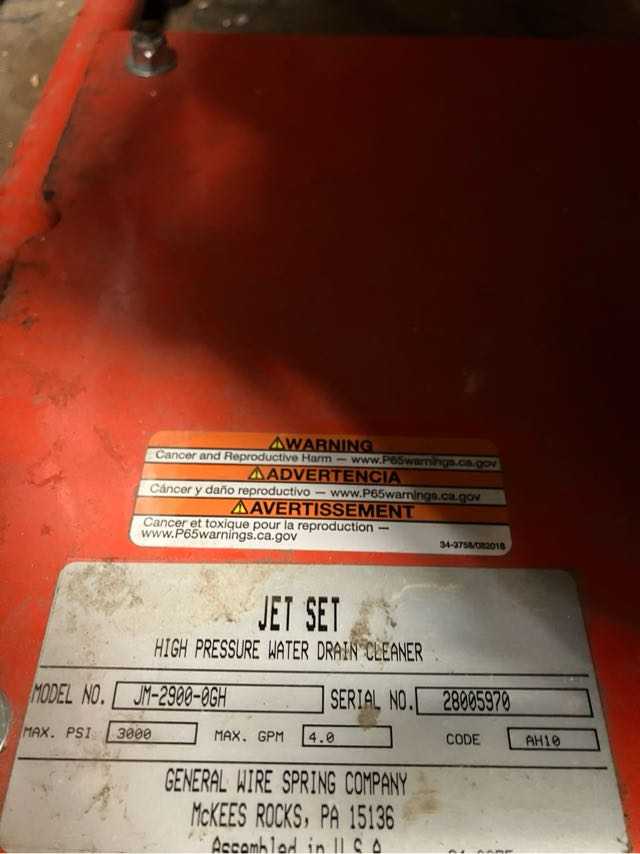 WARNING
Cancer and Reproductive Harm — www.P65warnings.ca.gov
ADVERTENCIA
Cáncer y daño reproductivo — www.P65warnings.ca.gov
AVERTISSEMENT
Cancer et toxique pour la reproduction —
www.P65warnings.ca.gov
34-3758/082018
JET SET
HIGH PRESSURE WATER DRAIN CLEANER
MODEL NO. JM-2900-0GH SERIAL NO. 28005970
MAX. PSI 3000 MAX. GPM 4.0 CODE AH10
GENERAL WIRE SPRING COMPANY
McKEES ROCKS, PA 15136
Assembled in U.S.A.